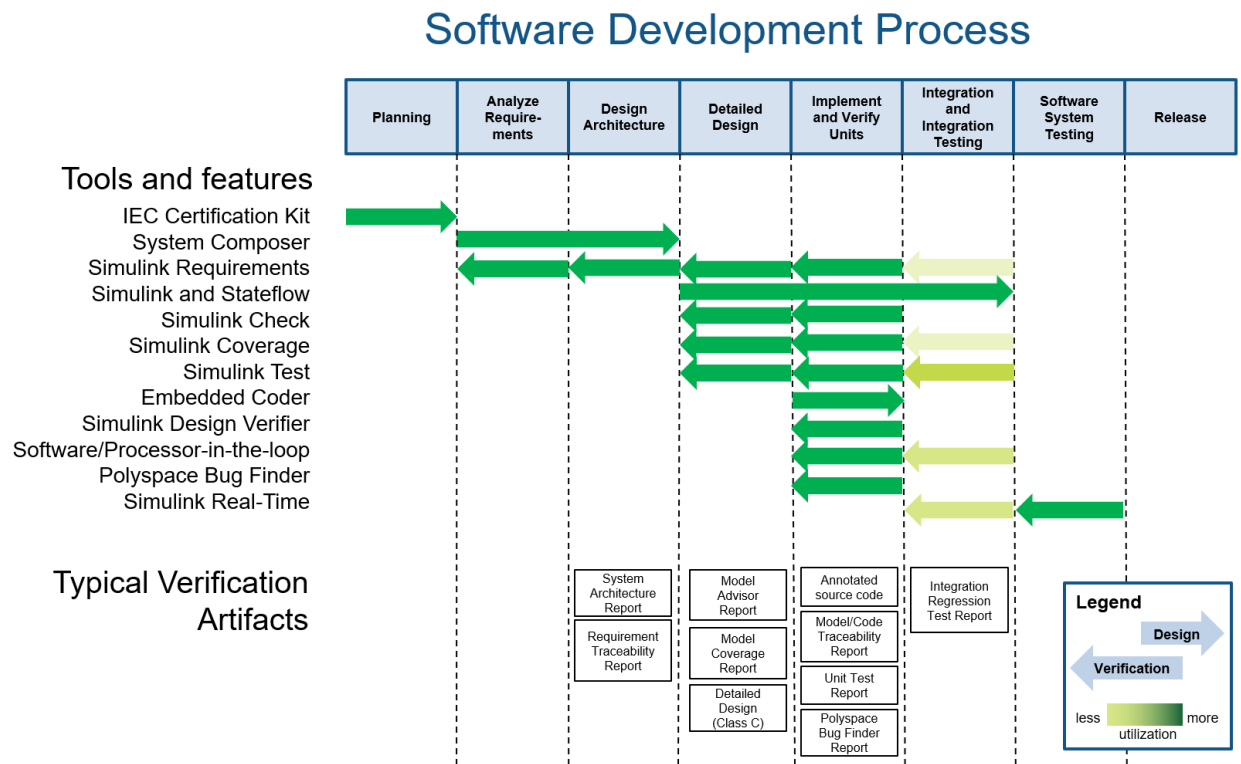 Software Development Process
Planning
Analyze
Require-
ments
Design
Architecture
Detailed
Design
Implement
and Verify
Units
Integration
and
Integration
Testing
Software
System
Testing
Release
Tools and features
IEC Certification Kit
System Composer
Simulink Requirements
Simulink and Stateflow
Simulink Check
Simulink Coverage
Simulink Test
Embedded Coder
Simulink Design Verifier
Software/Processor-in-the-loop
Polyspace Bug Finder
Simulink Real-Time
Typical Verification
Artifacts
System
Architecture
Report
Requirement
Traceability
Report
Model
Advisor
Report
Model
Coverage
Report
Detailed
Design
(Class C)
Annotated
source code
Model/Code
Traceability
Report
Unit Test
Report
Polyspace
Bug Finder
Report
Integration
Regression
Test Report
Legend
Design
Verification
less
more
utilization